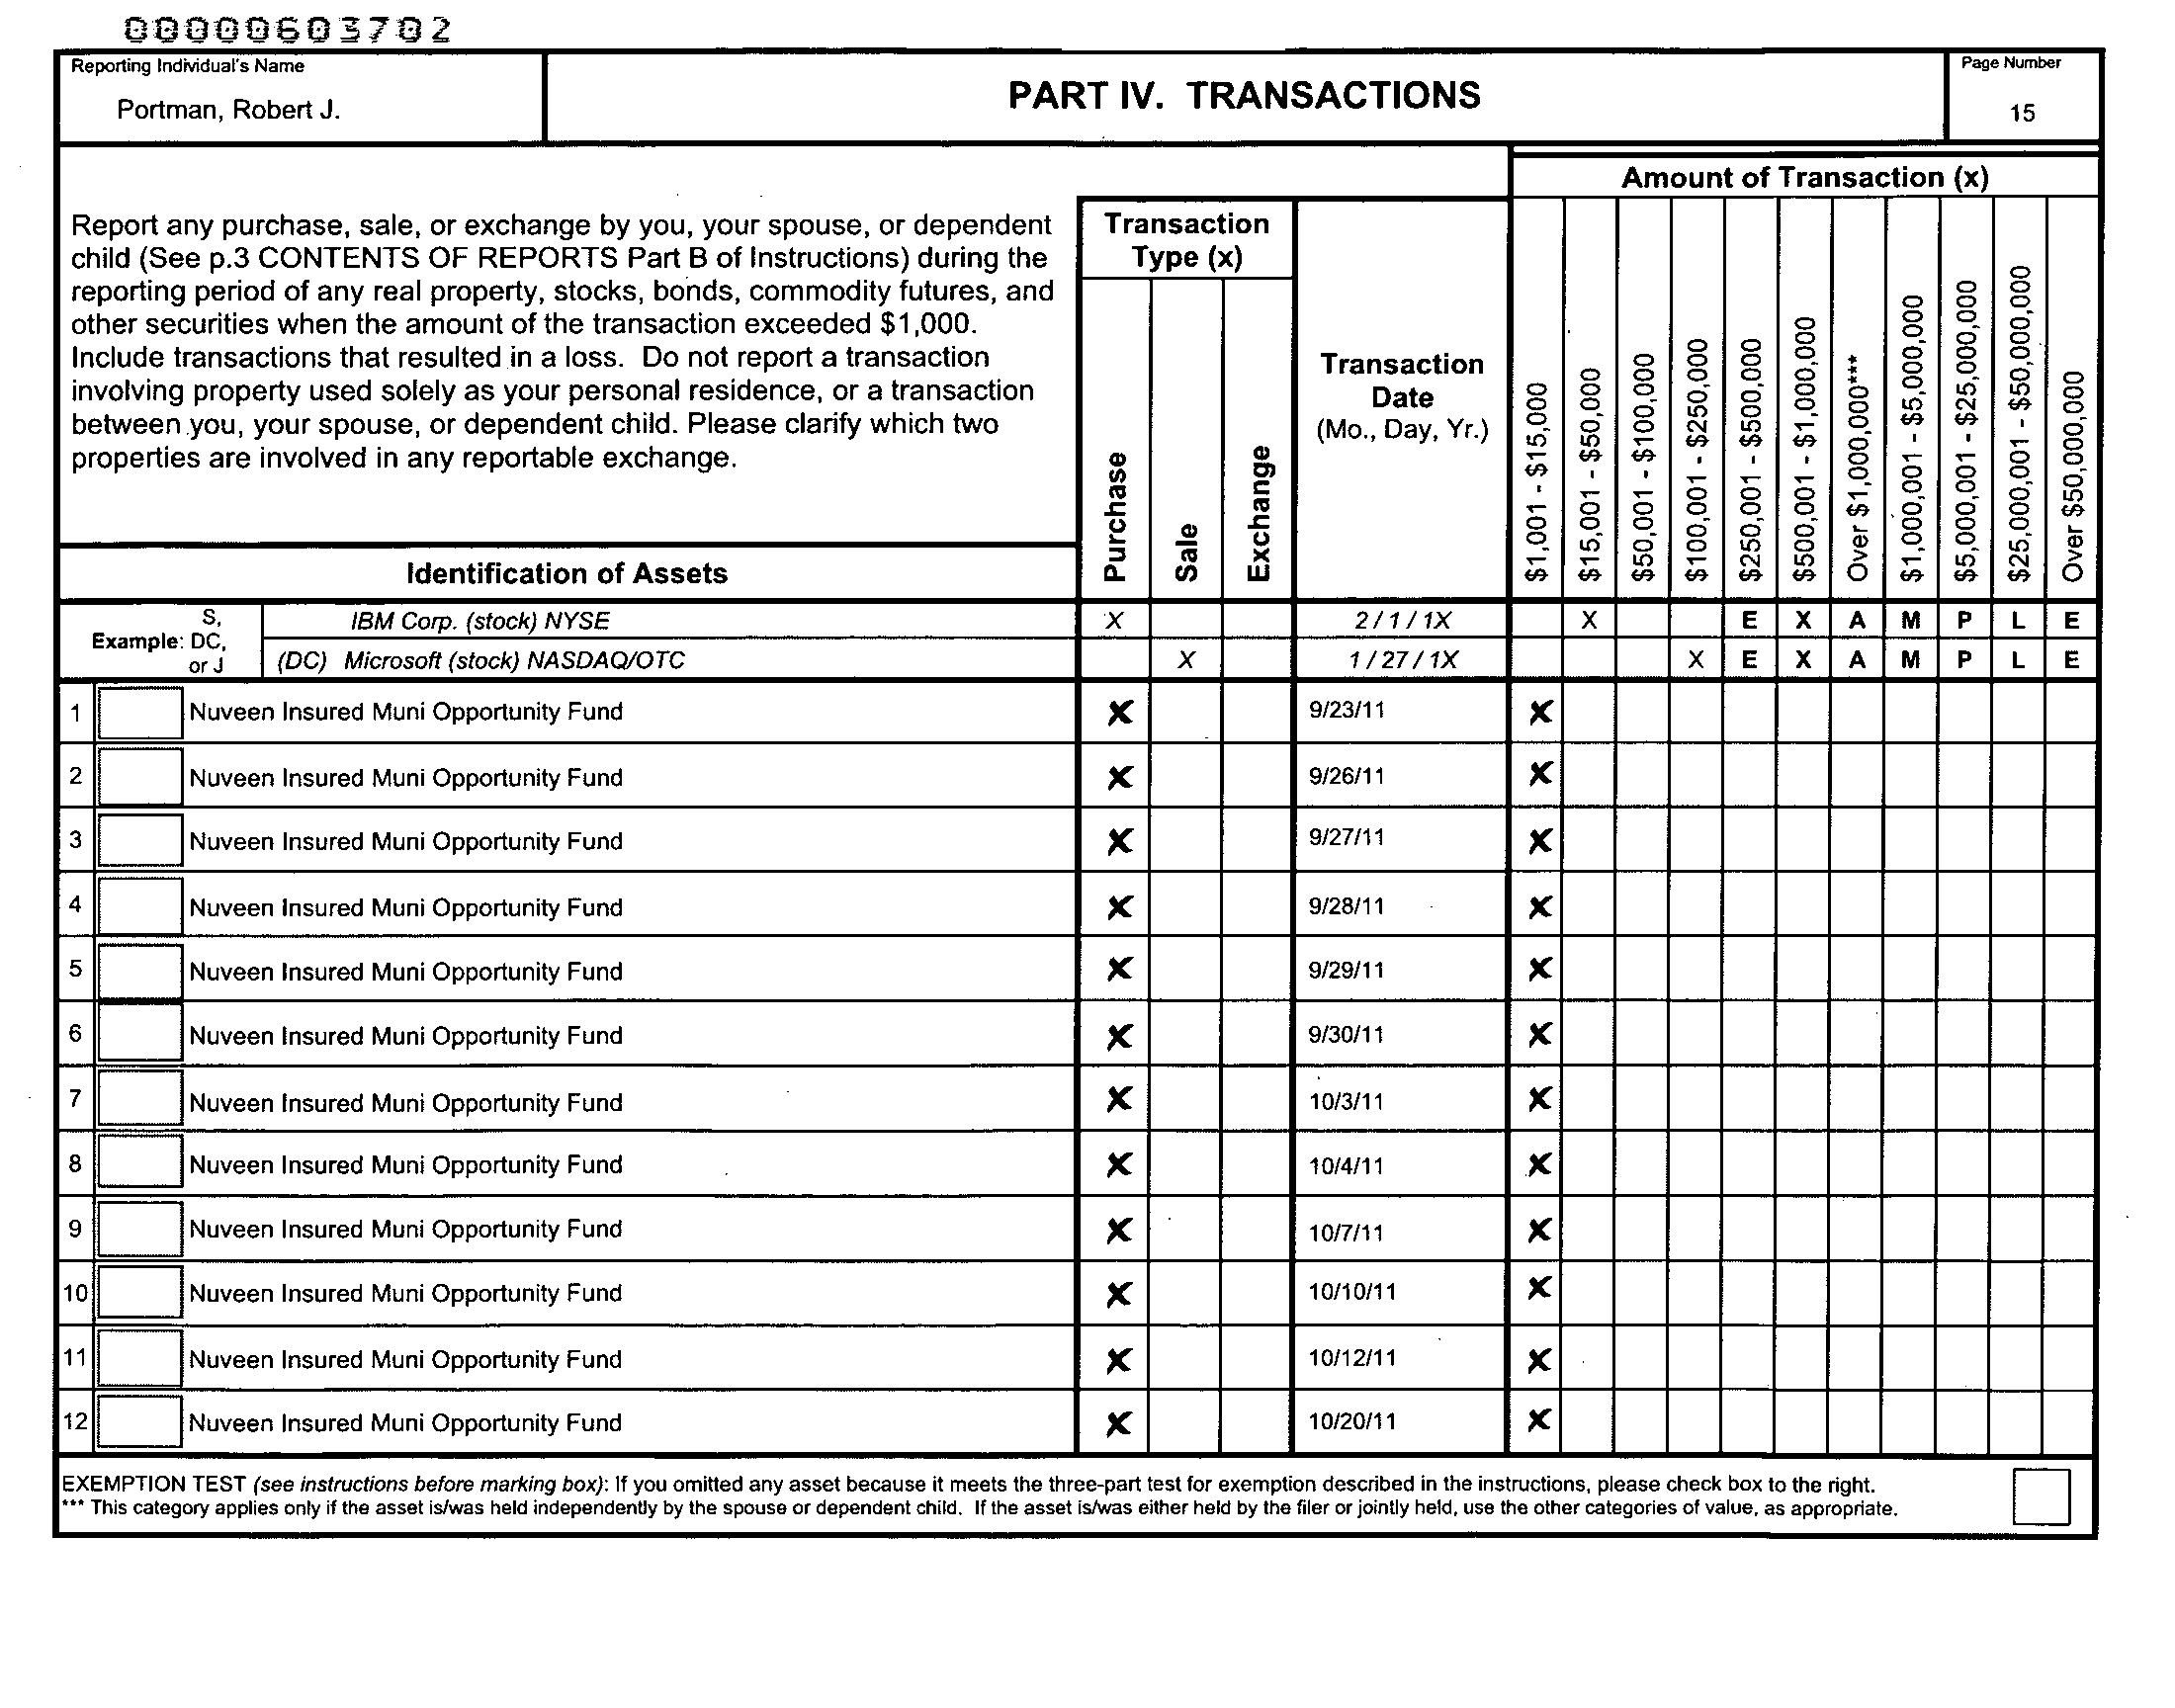 00000603702
Reporting Individual's Name
Portman, Robert J.
PART IV. TRANSACTIONS
Page Number
15
Amount of Transaction (x)
Report any purchase, sale, or exchange by you, your spouse, or dependent
child (See p.3 CONTENTS OF REPORTS Part B of Instructions) during the
reporting period of any real property, stocks, bonds, commodity futures, and
other securities when the amount of the transaction exceeded $1,000.
Include transactions that resulted in a loss. Do not report a transaction
involving property used solely as your personal residence, or a transaction
between you, your spouse, or dependent child. Please clarify which two
properties are involved in any reportable exchange.
Transaction
Type (x)
Purchase
Sale
Exchange
Transaction
Date
(Mo., Day, Yr.)
$1,001 - $15,000
$15,001 - $50,000
$50,001 - $100,000
$100,001 - $250,000
$250,001 - $500,000
$500,001 - $1,000,000
Over $1,000,000***
$1,000,001 - $5,000,000
$5,000,001 - $25,000,000
$25,000,001 - $50,000,000
Over $50,000,000
Identification of Assets
S,
Example: DC,
or J
IBM Corp. (stock) NYSE X 2 / 1 / 1X X E X A M P L E
(DC) Microsoft (stock) NASDAQ/OTC X 1 / 27 / 1X X E X A M P L E
1 Nuveen Insured Muni Opportunity Fund X 9/23/11 X
2 Nuveen Insured Muni Opportunity Fund X 9/26/11 X
3 Nuveen Insured Muni Opportunity Fund X 9/27/11 X
4 Nuveen Insured Muni Opportunity Fund X 9/28/11 X
5 Nuveen Insured Muni Opportunity Fund X 9/29/11 X
6 Nuveen Insured Muni Opportunity Fund X 9/30/11 X
7 Nuveen Insured Muni Opportunity Fund X 10/3/11 X
8 Nuveen Insured Muni Opportunity Fund X 10/4/11 X
9 Nuveen Insured Muni Opportunity Fund X 10/7/11 X
10 Nuveen Insured Muni Opportunity Fund X 10/10/11 X
11 Nuveen Insured Muni Opportunity Fund X 10/12/11 X
12 Nuveen Insured Muni Opportunity Fund X 10/20/11 X
EXEMPTION TEST (see instructions before marking box): If you omitted any asset because it meets the three-part test for exemption described in the instructions, please check box to the right.
*** This category applies only if the asset is/was held independently by the spouse or dependent child. If the asset is/was either held by the filer or jointly held, use the other categories of value, as appropriate.